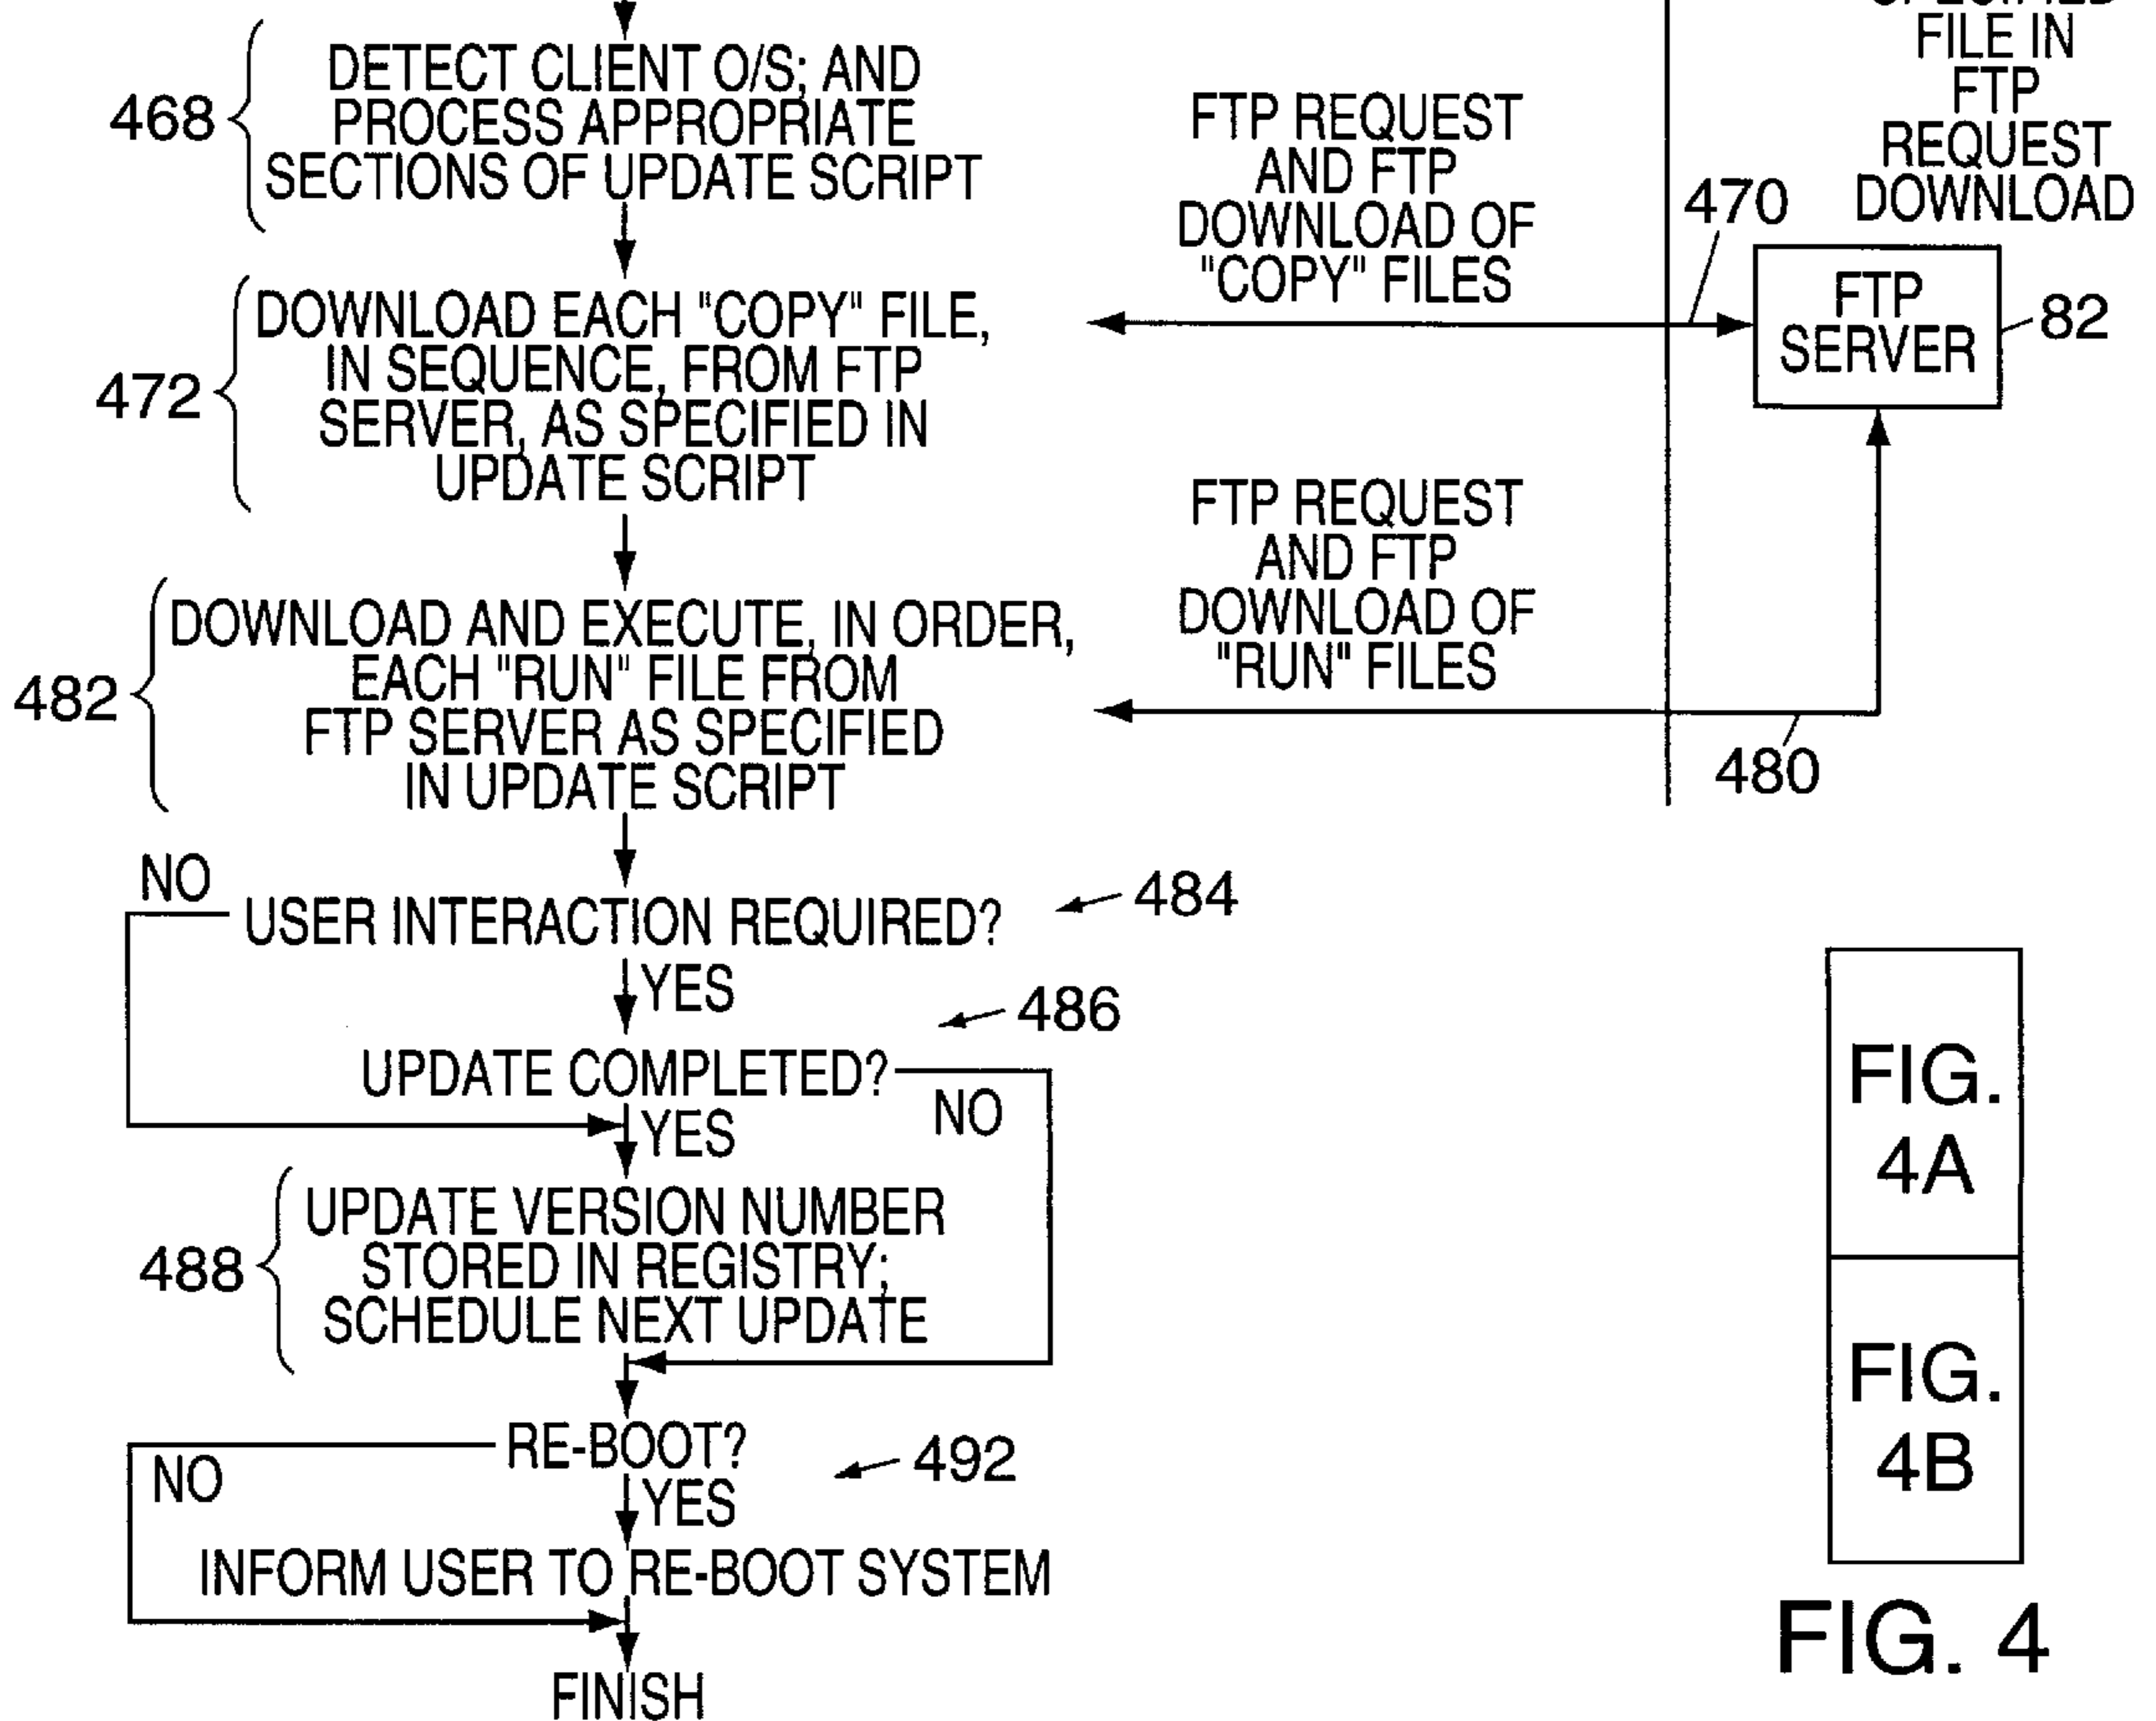 468
DETECT CLIENT O/S; AND
PROCESS APPROPRIATE
SECTIONS OF UPDATE SCRIPT
FTP REQUEST
AND FTP
DOWNLOAD OF
"COPY" FILES
FILE IN
FTP
REQUEST
DOWNLOAD
470
FTP
SERVER
82
472
DOWNLOAD EACH "COPY" FILE,
IN SEQUENCE, FROM FTP
SERVER, AS SPECIFIED IN
UPDATE SCRIPT
FTP REQUEST
AND FTP
DOWNLOAD OF
"RUN" FILES
480
482
DOWNLOAD AND EXECUTE, IN ORDER,
EACH "RUN" FILE FROM
FTP SERVER AS SPECIFIED
IN UPDATE SCRIPT
NO
USER INTERACTION REQUIRED?
484
YES
486
UPDATE COMPLETED?
NO
YES
488
UPDATE VERSION NUMBER
STORED IN REGISTRY;
SCHEDULE NEXT UPDATE
RE-BOOT?
492
NO
YES
INFORM USER TO RE-BOOT SYSTEM
FINISH
FIG.
4A
FIG.
4B
FIG. 4